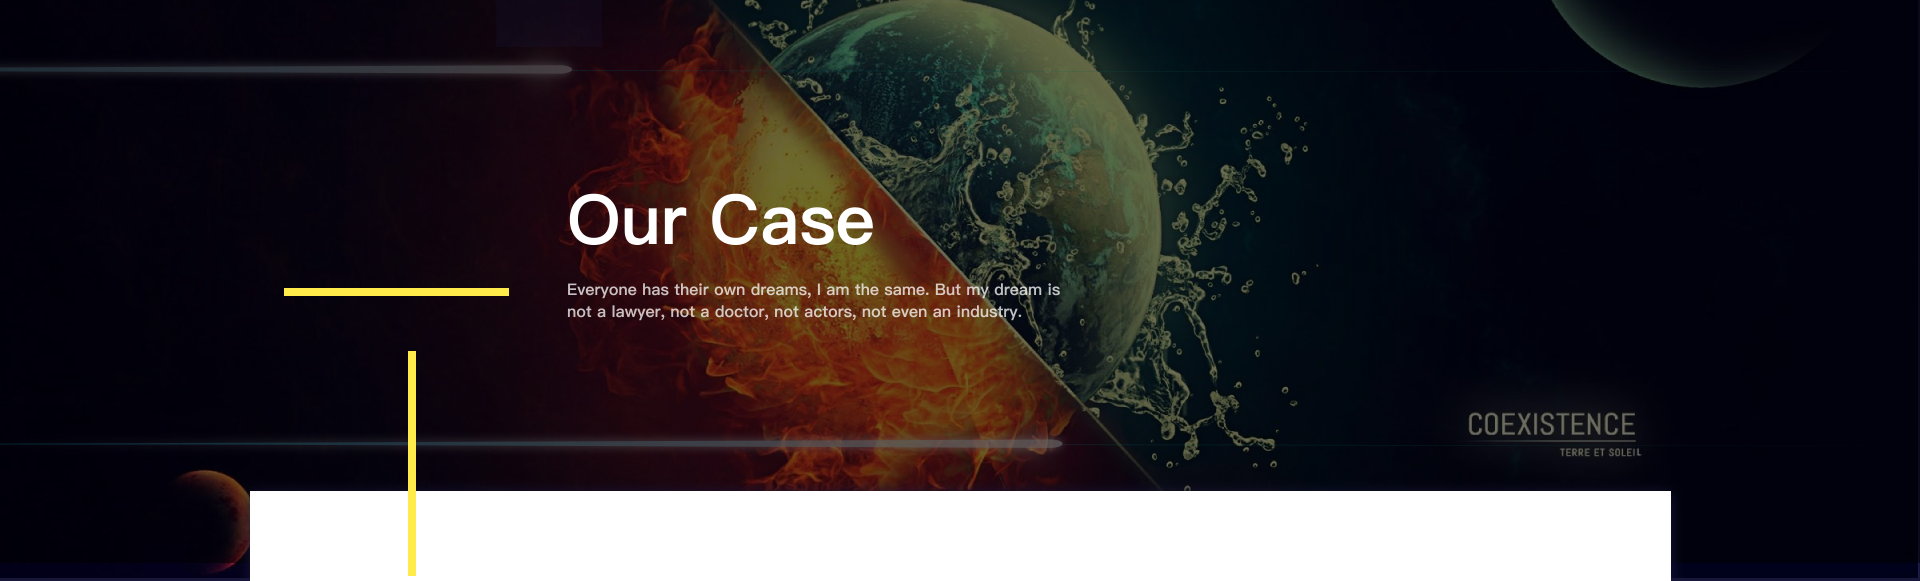 Our Case
Everyone has their own dreams, I am the same. But my dream is
not a lawyer, not a doctor, not actors, not even an industry.
COEXISTENCE
TERRE ET SOLEIL